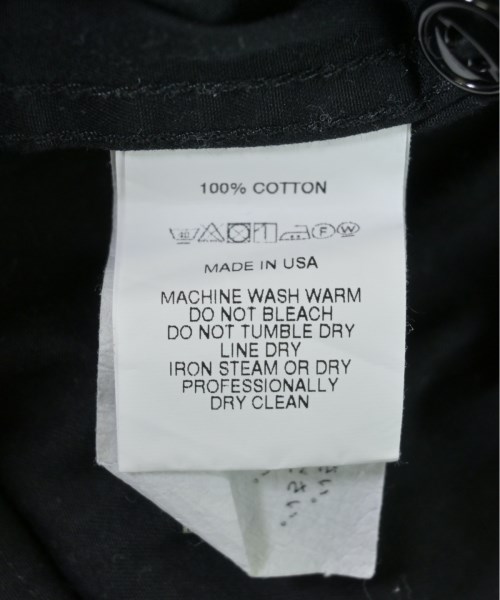 100% COTTON
F W
MADE IN USA
MACHINE WASH WARM
DO NOT BLEACH
DO NOT TUMBLE DRY
LINE DRY
IRON STEAM OR DRY
PROFESSIONALLY
DRY CLEAN